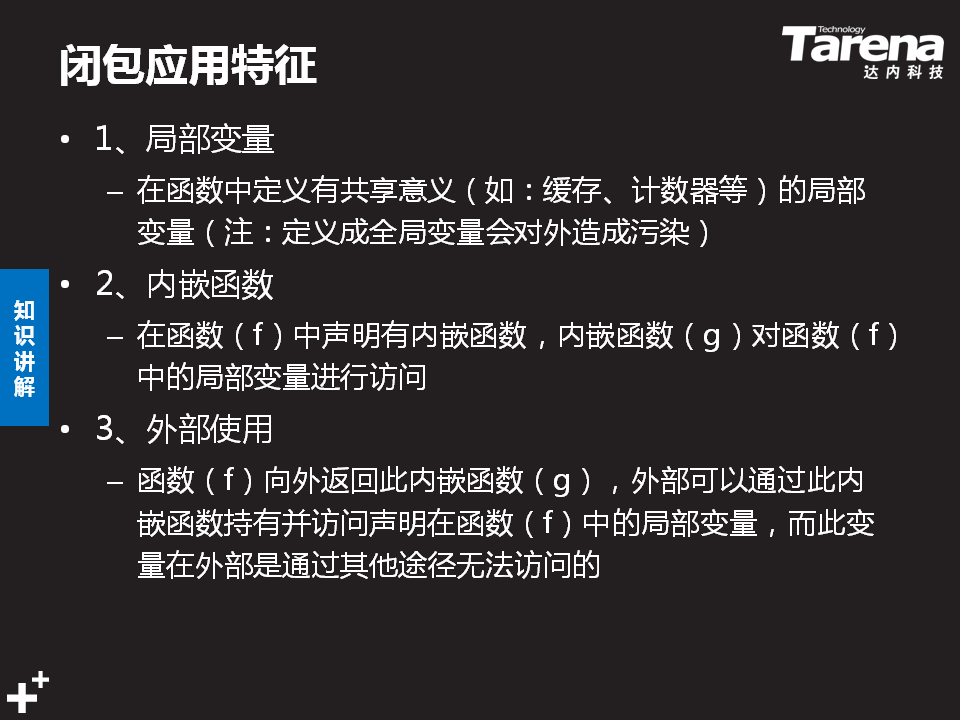 闭包应用特征
Technology
Tarena
达内科技
• 1、局部变量
– 在函数中定义有共享意义（如：缓存、计数器等）的局部
变量（注：定义成全局变量会对外造成污染）
• 2、内嵌函数
– 在函数（f）中声明有内嵌函数，内嵌函数（g）对函数（f）
中的局部变量进行访问
• 3、外部使用
– 函数（f）向外返回此内嵌函数（g），外部可以通过此内
嵌函数持有并访问声明在函数（f）中的局部变量，而此变
量在外部是通过其他途径无法访问的
知
识
讲
解